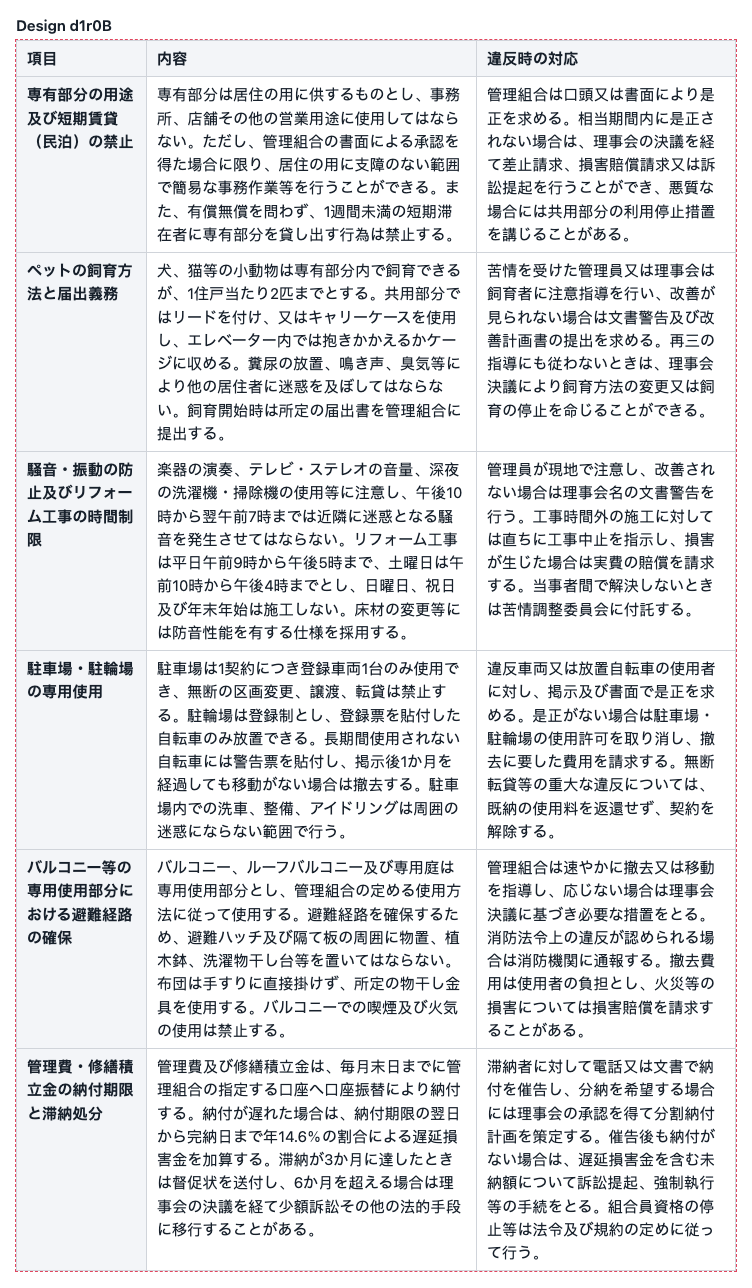 Design d1r0B
項目
内容
違反時の対応
専有部分の用途
及び短期賃貸
（民泊）の禁止
専有部分は居住の用に供するものとし、事務
所、店舗その他の営業用途に使用してはなら
ない。ただし、管理組合の書面による承認を
得た場合に限り、居住の用に支障のない範囲
で簡易な事務作業等を行うことができる。ま
た、有償無償を問わず、1週間未満の短期滞
在者に専有部分を貸し出す行為は禁止する。
管理組合は口頭又は書面により是
正を求める。相当期間内に是正さ
れない場合は、理事会の決議を経
て差止請求、損害賠償請求又は訴
訟提起を行うことができ、悪質な
場合には共用部分の利用停止措置
を講じることがある。
ペットの飼育方
法と届出義務
犬、猫等の小動物は専有部分内で飼育できる
が、1住戸当たり2匹までとする。共用部分で
はリードを付け、又はキャリーケースを使用
し、エレベーター内では抱きかかえるかケー
ジに収める。糞尿の放置、鳴き声、臭気等に
より他の居住者に迷惑を及ぼしてはならな
い。飼育開始時は所定の届出書を管理組合に
提出する。
苦情を受けた管理員又は理事会は
飼育者に注意指導を行い、改善が
見られない場合は文書警告及び改
善計画書の提出を求める。再三の
指導にも従わないときは、理事会
決議により飼育方法の変更又は飼
育の停止を命じることができる。
騒音・振動の防
止及びリフォー
ム工事の時間制
限
楽器の演奏、テレビ・ステレオの音量、深夜
の洗濯機・掃除機の使用等に注意し、午後10
時から翌午前7時までは近隣に迷惑となる騒
音を発生させてはならない。リフォーム工事
は平日午前9時から午後5時まで、土曜日は午
前10時から午後4時までとし、日曜日、祝日
及び年末年始は施工しない。床材の変更等に
は防音性能を有する仕様を採用する。
管理員が現地で注意し、改善され
ない場合は理事会名の文書警告を
行う。工事時間外の施工に対して
は直ちに工事中止を指示し、損害
が生じた場合は実費の賠償を請求
する。当事者間で解決しないとき
は苦情調整委員会に付託する。
駐車場・駐輪場
の専用使用
駐車場は1契約につき登録車両1台のみ使用で
き、無断の区画変更、譲渡、転貸は禁止す
る。駐輪場は登録制とし、登録票を貼付した
自転車のみ放置できる。長期間使用されない
自転車には警告票を貼付し、掲示後1か月を
経過しても移動がない場合は撤去する。駐車
場内での洗車、整備、アイドリングは周囲の
迷惑にならない範囲で行う。
違反車両又は放置自転車の使用者
に対し、掲示及び書面で是正を求
める。是正がない場合は駐車場・
駐輪場の使用許可を取り消し、撤
去に要した費用を請求する。無断
転貸等の重大な違反については、
既納の使用料を返還せず、契約を
解除する。
バルコニー等の
専用使用部分に
おける避難経路
の確保
バルコニー、ルーフバルコニー及び専用庭は
専用使用部分とし、管理組合の定める使用方
法に従って使用する。避難経路を確保するた
め、避難ハッチ及び隔て板の周囲に物置、植
木鉢、洗濯物干し台等を置いてはならない。
布団は手すりに直接掛けず、所定の物干し金
具を使用する。バルコニーでの喫煙及び火気
の使用は禁止する。
管理組合は速やかに撤去又は移動
を指導し、応じない場合は理事会
決議に基づき必要な措置をとる。
消防法令上の違反が認められる場
合は消防機関に通報する。撤去費
用は使用者の負担とし、火災等の
損害については損害賠償を請求す
ることがある。
管理費・修繕積
立金の納付期限
と滞納処分
管理費及び修繕積立金は、毎月末日までに管
理組合の指定する口座へ口座振替により納付
する。納付が遅れた場合は、納付期限の翌日
から完納日まで年14.6%の割合による遅延損
害金を加算する。滞納が3か月に達したとき
は督促状を送付し、6か月を超える場合は理
事会の決議を経て少額訴訟その他の法的手段
に移行することがある。
滞納者に対して電話又は文書で納
付を催告し、分納を希望する場合
には理事会の承認を得て分割納付
計画を策定する。催告後も納付が
ない場合は、遅延損害金を含む未
納額について訴訟提起、強制執行
等の手続をとる。組合員資格の停
止等は法令及び規約の定めに従っ
て行う。